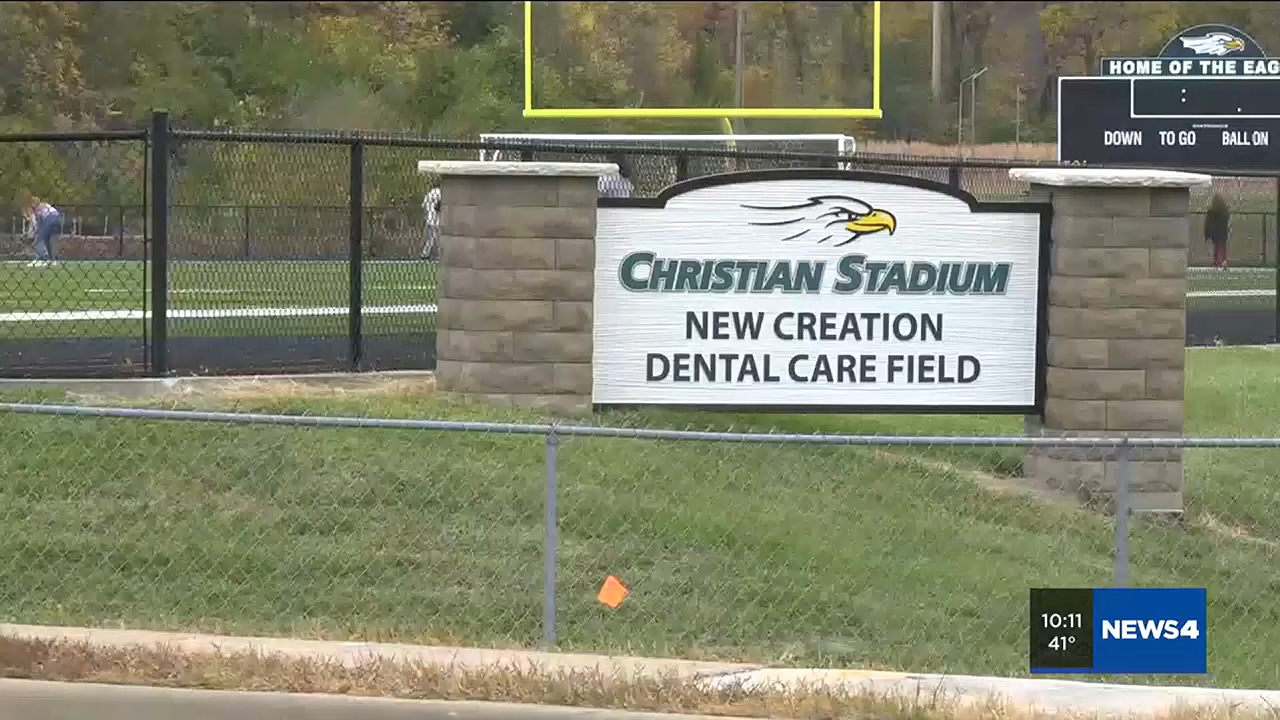 HOME OF THE EAG
DOWN TO GO BALL ON
CHRISTIAN STADIUM
NEW CREATION
DENTAL CARE FIELD
10:11
41°
NEWS4